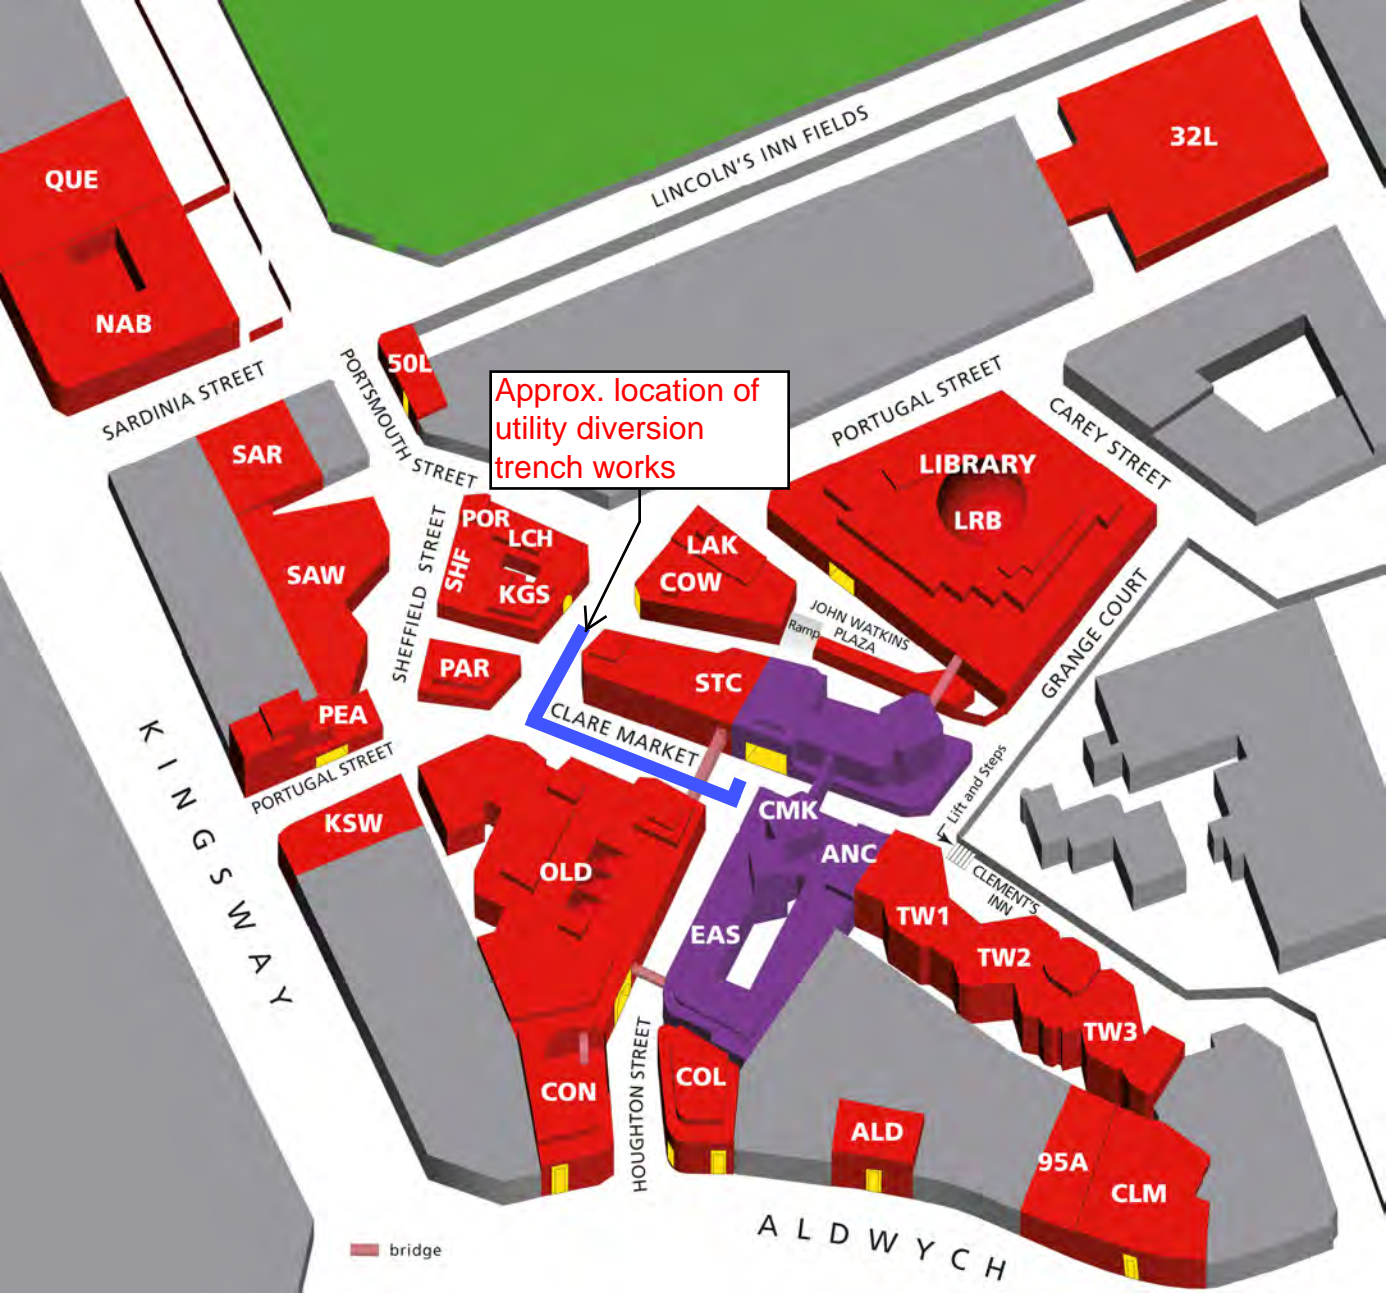 LINCOLN'S INN FIELDS
32L
QUE
NAB
SARDINIA STREET
PORTSMOUTH STREET
50L
Approx. location of
utility diversion
trench works
PORTUGAL STREET
CAREY STREET
SAR
LIBRARY
LRB
SHEFFIELD STREET
POR
LCH
SHF
KGS
LAK
COW
SAW
JOHN WATKINS
PLAZA
Ramp
GRANGE COURT
PAR
STC
PEA
CLARE MARKET
PORTUGAL STREET
KINGSWAY
KSW
Lift and Steps
CMK
ANC
OLD
CLEMENT'S
INN
TW1
EAS
TW2
TW3
HOUGHTON STREET
CON
COL
ALD
95A
CLM
ALDWYCH
bridge